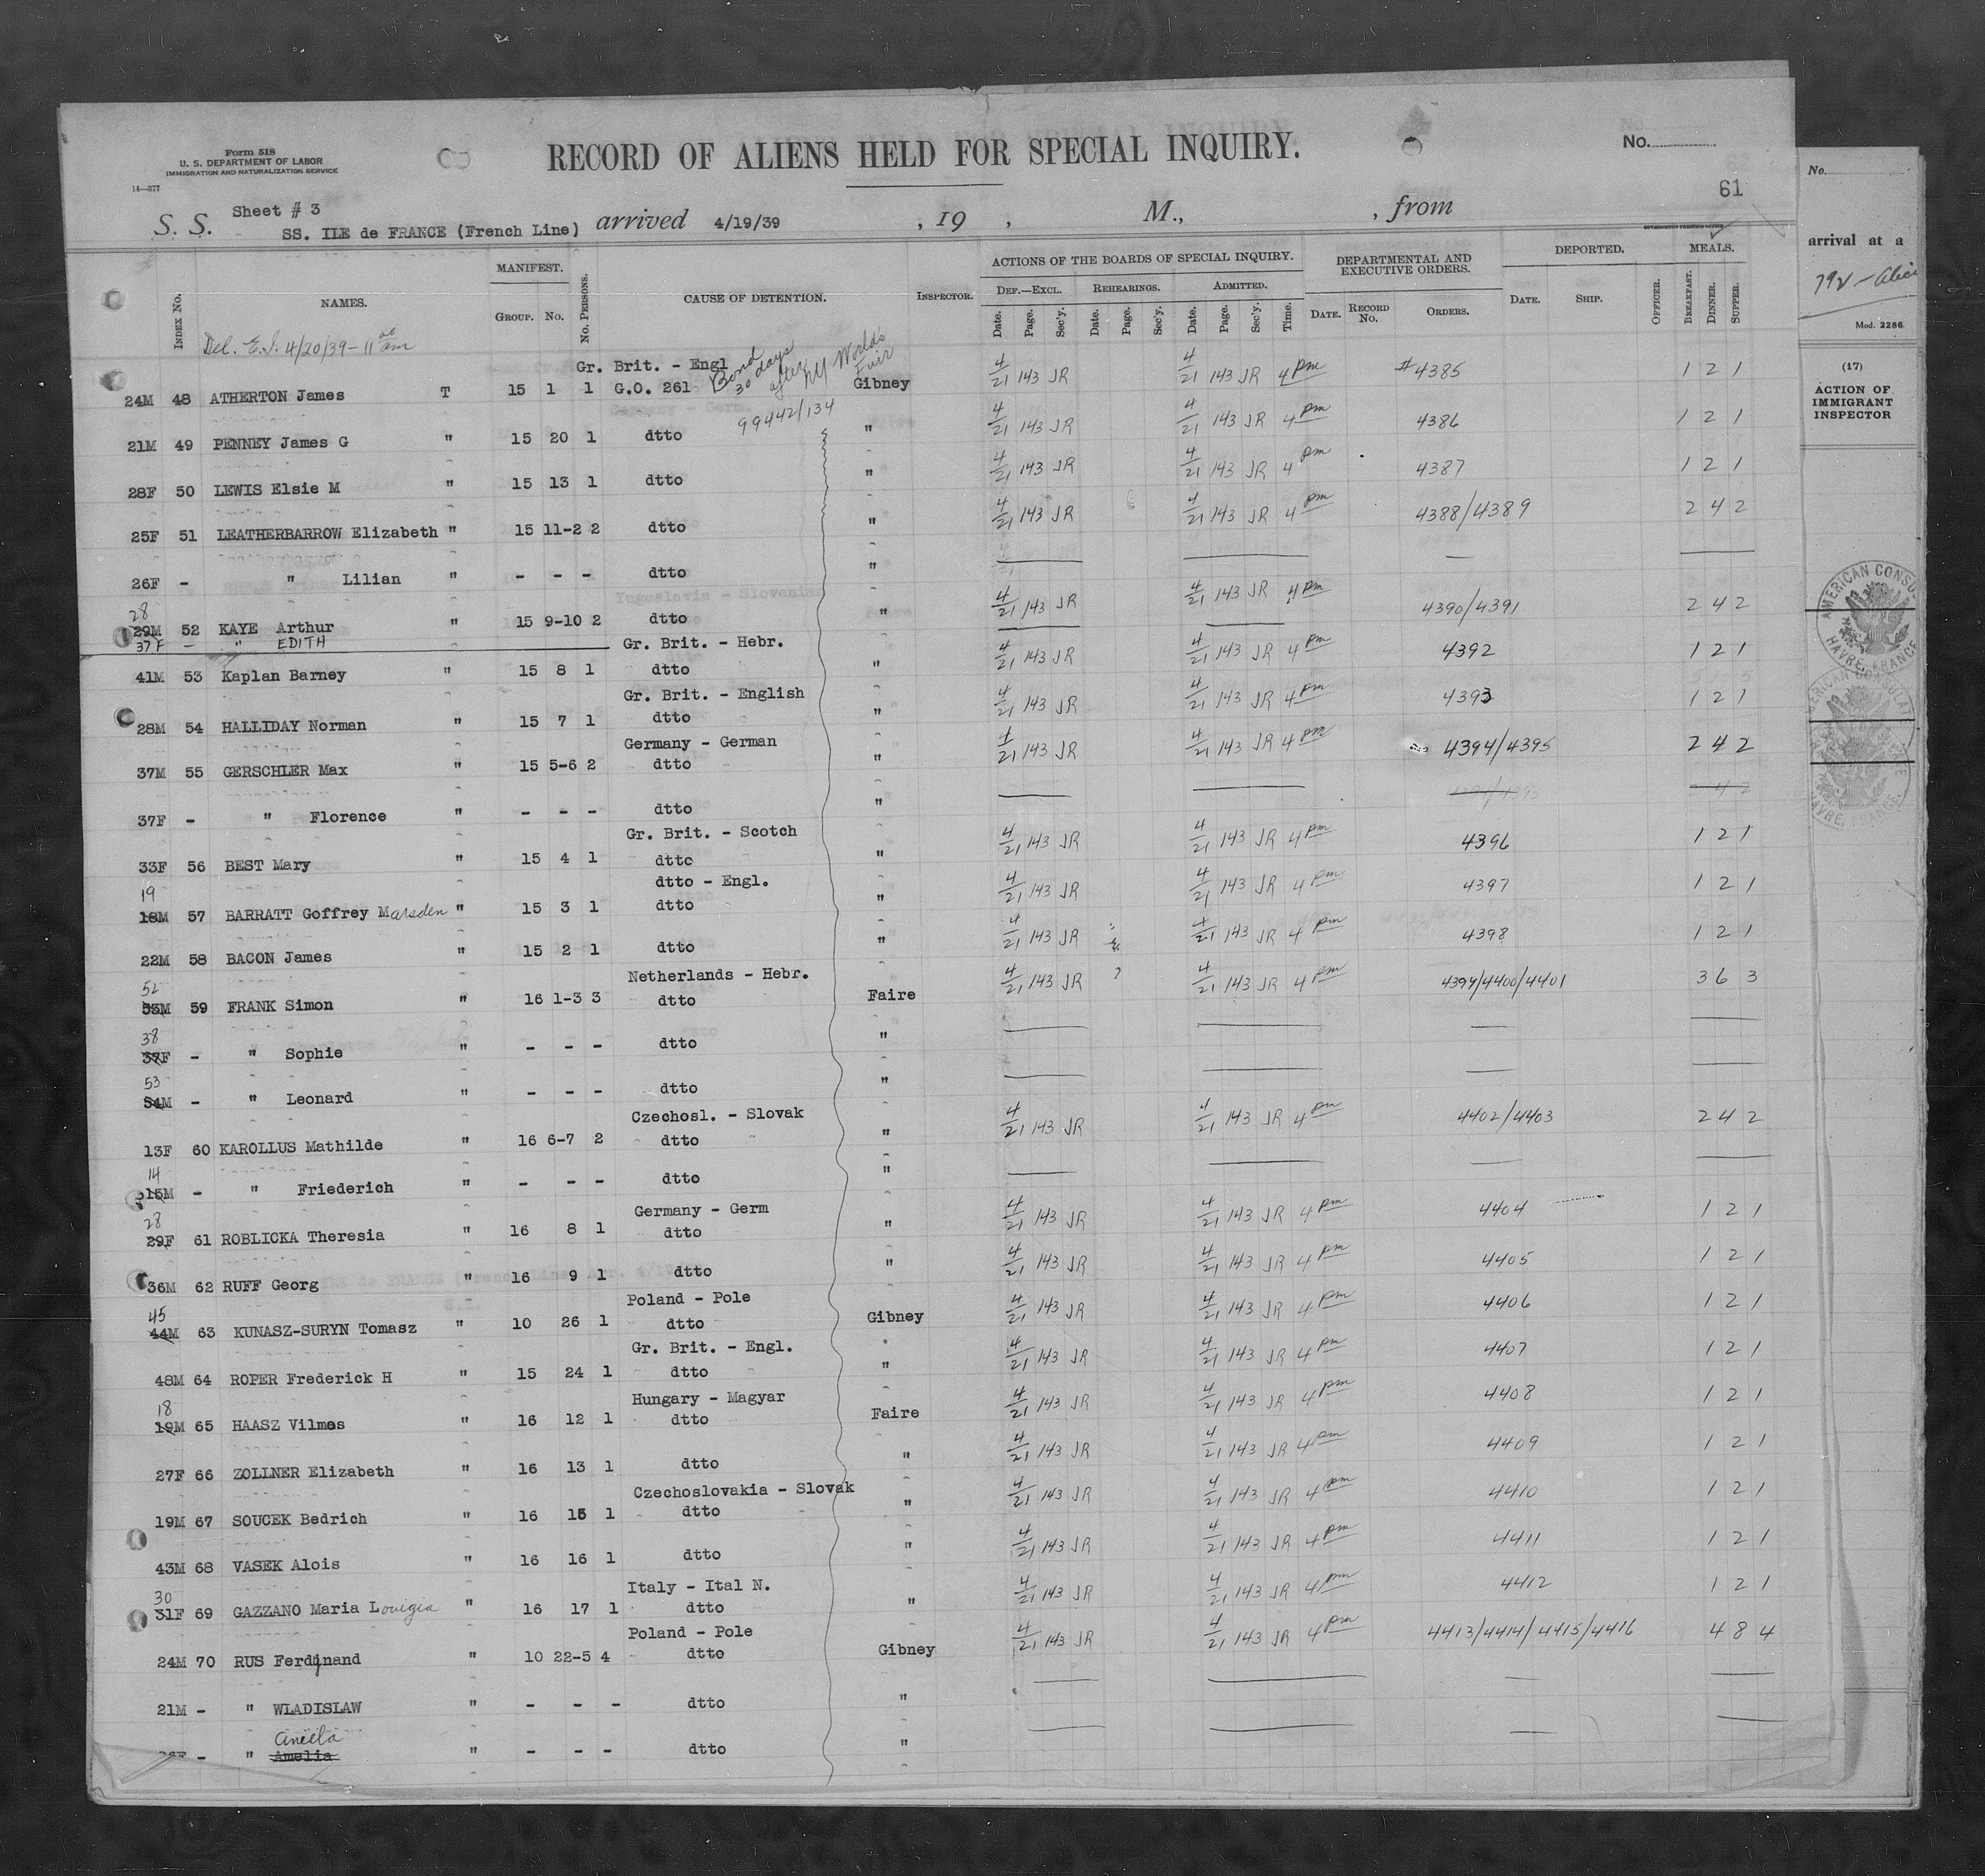 Form 518
U. S. DEPARTMENT OF LABOR
IMMIGRATION AND NATURALIZATION SERVICE
14—377
RECORD OF ALIENS HELD FOR SPECIAL INQUIRY.
No.
61
Sheet # 3
S. S. SS. ILE de FRANCE (French Line) arrived 4/19/39 , 19 , M., , from
INDEX No. NAMES. MANIFEST. GROUP. No. No. PERSONS. CAUSE OF DETENTION. INSPECTOR. ACTIONS OF THE BOARDS OF SPECIAL INQUIRY. DEF.—EXCL. Date. Page. Sec'y. REHEARINGS. Date. Page. Sec'y. ADMITTED. Date. Page. Sec'y. Time. DEPARTMENTAL AND EXECUTIVE ORDERS. DATE. RECORD No. ORDERS. DEPORTED. DATE. SHIP. OFFICER. MEALS. BREAKFAST. DINNER. SUPPER.
Del. E.I. 4/20/39 - 11 am
Bond 30 days after NY World's Fair
99442/134
Gr. Brit. - Engl
24M 48 ATHERTON James T 15 1 1 G.O. 261 Gibney 4/21 143 JR 4/21 143 JR 4 pm #4385 1 2 1
21M 49 PENNEY James G " 15 20 1 dtto " 4/21 143 JR 4/21 143 JR 4 pm 4386 1 2 1
28F 50 LEWIS Elsie M " 15 13 1 dtto " 4/21 143 JR 4/21 143 JR 4 pm 4387 1 2 1
25F 51 LEATHERBARROW Elizabeth " 15 11-2 2 dtto " 4/21 143 JR 4/21 143 JR 4 pm 4388/4389 2 4 2
26F - " Lilian " - - - dtto "
28
29M 52 KAYE Arthur " 15 9-10 2 dtto " 4/21 143 JR 4/21 143 JR 4 pm 4390/4391 2 4 2
37F - " EDITH
Gr. Brit. - Hebr.
41M 53 Kaplan Barney " 15 8 1 dtto " 4/21 143 JR 4/21 143 JR 4 pm 4392 1 2 1
Gr. Brit. - English
28M 54 HALLIDAY Norman " 15 7 1 dtto " 4/21 143 JR 4/21 143 JR 4 pm 4393 1 2 1
Germany - German
37M 55 GERSCHLER Max " 15 5-6 2 dtto " 4/21 143 JR 4/21 143 JR 4 pm 4394/4395 2 4 2
37F - " Florence " - - - dtto "
Gr. Brit. - Scotch
33F 56 BEST Mary " 15 4 1 dttc " 4/21 143 JR 4/21 143 JR 4 pm 4396 1 2 1
dtto - Engl.
19
18M 57 BARRATT Goffrey Marsden " 15 3 1 dtto " 4/21 143 JR 4/21 143 JR 4 pm 4397 1 2 1
22M 58 BACON James " 15 2 1 dtto " 4/21 143 JR 4/21 143 JR 4 pm 4398 1 2 1
Netherlands - Hebr.
52
53M 59 FRANK Simon " 16 1-3 3 dtto Faire 4/21 143 JR 4/21 143 JR 4 pm 4399/4400/4401 3 6 3
38
37F - " Sophie " - - - dtto "
53
54M - " Leonard " - - - dtto "
Czechosl. - Slovak
13F 60 KAROLLUS Mathilde " 16 6-7 2 dtto " 4/21 143 JR 4/21 143 JR 4 pm 4402/4403 2 4 2
14
15M - " Friederich " - - - dtto "
Germany - Germ
28
29F 61 ROBLICKA Theresia " 16 8 1 dtto " 4/21 143 JR 4/21 143 JR 4 pm 4404 1 2 1
36M 62 RUFF Georg " 16 9 1 dtto " 4/21 143 JR 4/21 143 JR 4 pm 4405 1 2 1
Poland - Pole
45
44M 63 KUNASZ-SURYN Tomasz " 10 26 1 dtto Gibney 4/21 143 JR 4/21 143 JR 4 pm 4406 1 2 1
Gr. Brit. - Engl.
48M 64 ROPER Frederick H " 15 24 1 dtto " 4/21 143 JR 4/21 143 JR 4 pm 4407 1 2 1
Hungary - Magyar
18
19M 65 HAASZ Vilmos " 16 12 1 dtto Faire 4/21 143 JR 4/21 143 JR 4 pm 4408 1 2 1
27F 66 ZOLLNER Elizabeth " 16 13 1 dtto " 4/21 143 JR 4/21 143 JR 4 pm 4409 1 2 1
Czechoslovakia - Slovak
19M 67 SOUCEK Bedrich " 16 15 1 dtto " 4/21 143 JR 4/21 143 JR 4 pm 4410 1 2 1
43M 68 VASEK Alois " 16 16 1 dtto " 4/21 143 JR 4/21 143 JR 4 pm 4411 1 2 1
Italy - Ital N.
30
31F 69 GAZZANO Maria Louigia " 16 17 1 dtto " 4/21 143 JR 4/21 143 JR 4 pm 4412 1 2 1
Poland - Pole
24M 70 RUS Ferdynand " 10 22-5 4 dtto Gibney 4/21 143 JR 4/21 143 JR 4 pm 4413/4414/4415/4416 4 8 4
21M - " WLADISLAW " - - - dtto "
Aniela
- " Amelia " - - - dtto "
No.
arrival at a
Mod. 2286
(17)
ACTION OF
IMMIGRANT
INSPECTOR
AMERICAN CONSU
HAVRE, FRANCE
HAVRE, FRANCE.